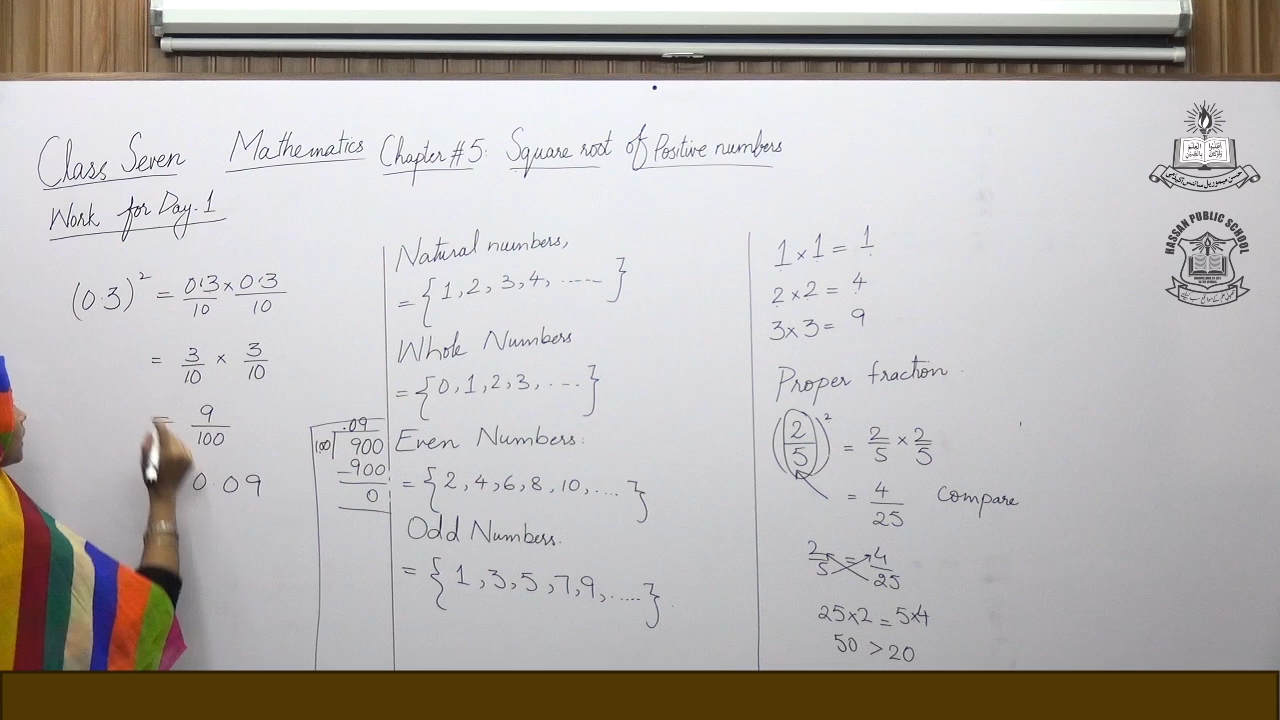 Class Seven Mathematics Chapter # 5: Square root of Positive numbers
Work for Day. 1
(0.3)² = 0.3/10 × 0.3/10
= 3/10 × 3/10
= 9/100
0.09
.09
100 900
-900
0
Natural numbers,
= { 1, 2, 3, 4, ...... }
Whole Numbers
= { 0, 1, 2, 3, .... }
Even Numbers:
= { 2, 4, 6, 8, 10, .... }
Odd Numbers.
= { 1, 3, 5, 7, 9, ..... }
1 × 1 = 1
2 × 2 = 4
3 × 3 = 9
Proper fraction.
(2/5)² = 2/5 × 2/5
= 4/25 Compare
2/5 = 4/25
25×2 = 5×4
50 > 20
HASSAN PUBLIC SCHOOL